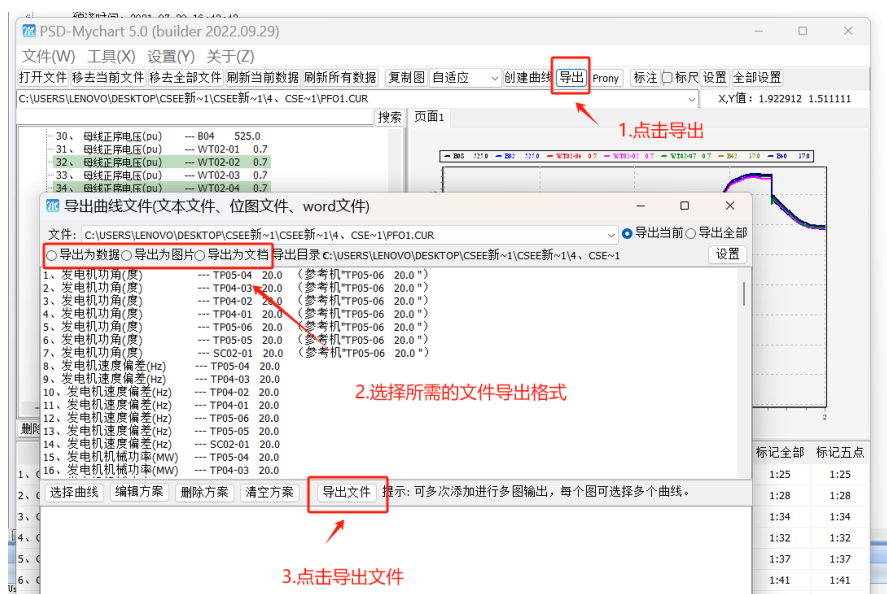 PSD-Mychart 5.0 (builder 2022.09.29)
文件(W) 工具(X) 设置(Y) 关于(Z)
打开文件 移去当前文件 移去全部文件 刷新当前数据 刷新所有数据 复制图 自适应 创建曲线 导出 Prony 标注 标尺 设置 全部设置
C:\USERS\LENOVO\DESKTOP\CSEE新~1\CSEE新~1\4、 CSE~1\PFO1.CUR X,Y值：1.922912 1.511111
搜索 页面1
1.点击导出
30、 母线正序电压(pu) --- B04 525.0
31、 母线正序电压(pu) --- WT02-01 0.7
32、 母线正序电压(pu) --- WT02-02 0.7
33、 母线正序电压(pu) --- WT02-03 0.7
34、 母线正序电压(pu) --- WT02-04 0.7
导出曲线文件(文本文件、位图文件、word文件)
文件: C:\USERS\LENOVO\DESKTOP\CSEE新~1\CSEE新~1\4、 CSE~1\PFO1.CUR 导出当前 导出全部
导出为数据 导出为图片 导出为文档 导出目录 C:\USERS\LENOVO\DESKTOP\CSEE新~1\CSEE新~1\4、 CSE~1 设置
1、发电机功角(度) --- TP05-04 20.0 （参考机"TP05-06 20.0 "）
2、发电机功角(度) --- TP04-03 20.0 （参考机"TP05-06 20.0 "）
3、发电机功角(度) --- TP04-02 20.0 （参考机"TP05-06 20.0 "）
4、发电机功角(度) --- TP04-01 20.0 （参考机"TP05-06 20.0 "）
5、发电机功角(度) --- TP05-06 20.0 （参考机"TP05-06 20.0 "）
6、发电机功角(度) --- TP05-05 20.0 （参考机"TP05-06 20.0 "）
7、发电机功角(度) --- SC02-01 20.0 （参考机"TP05-06 20.0 "）
8、发电机速度偏差(Hz) --- TP05-04 20.0
9、发电机速度偏差(Hz) --- TP04-03 20.0
10、发电机速度偏差(Hz) --- TP04-02 20.0
11、发电机速度偏差(Hz) --- TP04-01 20.0
12、发电机速度偏差(Hz) --- TP05-06 20.0
13、发电机速度偏差(Hz) --- TP05-05 20.0
14、发电机速度偏差(Hz) --- SC02-01 20.0
15、发电机机械功率(MW) --- TP05-04 20.0
16、发电机机械功率(MW) --- TP04-03 20.0
2.选择所需的文件导出格式
2
删除
标记全部 标记五点
选择曲线 编辑方案 删除方案 清空方案 导出文件 提示: 可多次添加进行多图输出，每个图可选择多个曲线。
1、 1:25 1:25
2、 1:28 1:28
3、 1:34 1:34
4、 1:32 1:32
5、 1:37 1:37
6、 1:41 1:41
3.点击导出文件